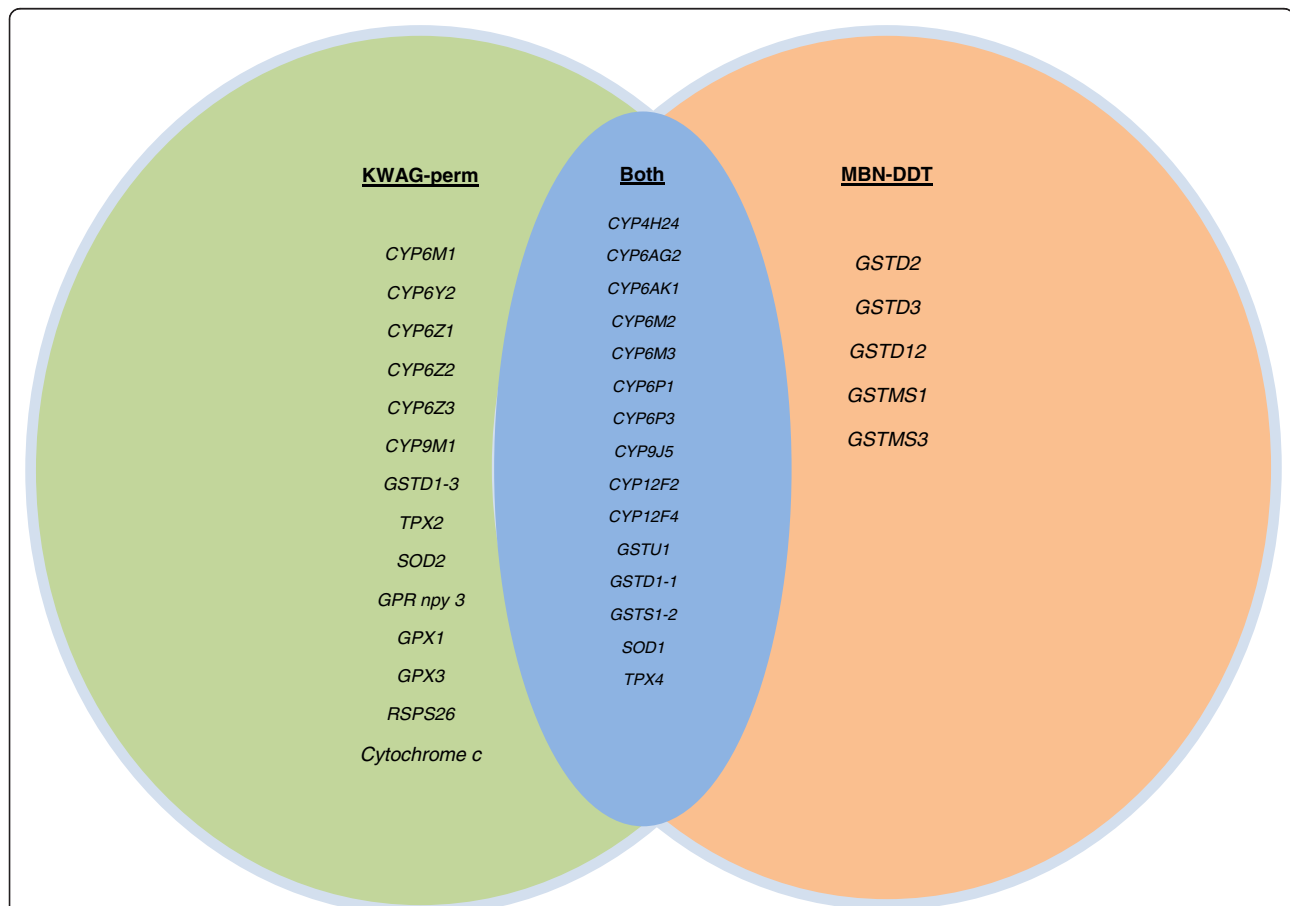 KWAG-perm
CYP6M1
CYP6Y2
CYP6Z1
CYP6Z2
CYP6Z3
CYP9M1
GSTD1-3
TPX2
SOD2
GPR npy 3
GPX1
GPX3
RSPS26
Cytochrome c
Both
CYP4H24
CYP6AG2
CYP6AK1
CYP6M2
CYP6M3
CYP6P1
CYP6P3
CYP9J5
CYP12F2
CYP12F4
GSTU1
GSTD1-1
GSTS1-2
SOD1
TPX4
MBN-DDT
GSTD2
GSTD3
GSTD12
GSTMS1
GSTMS3